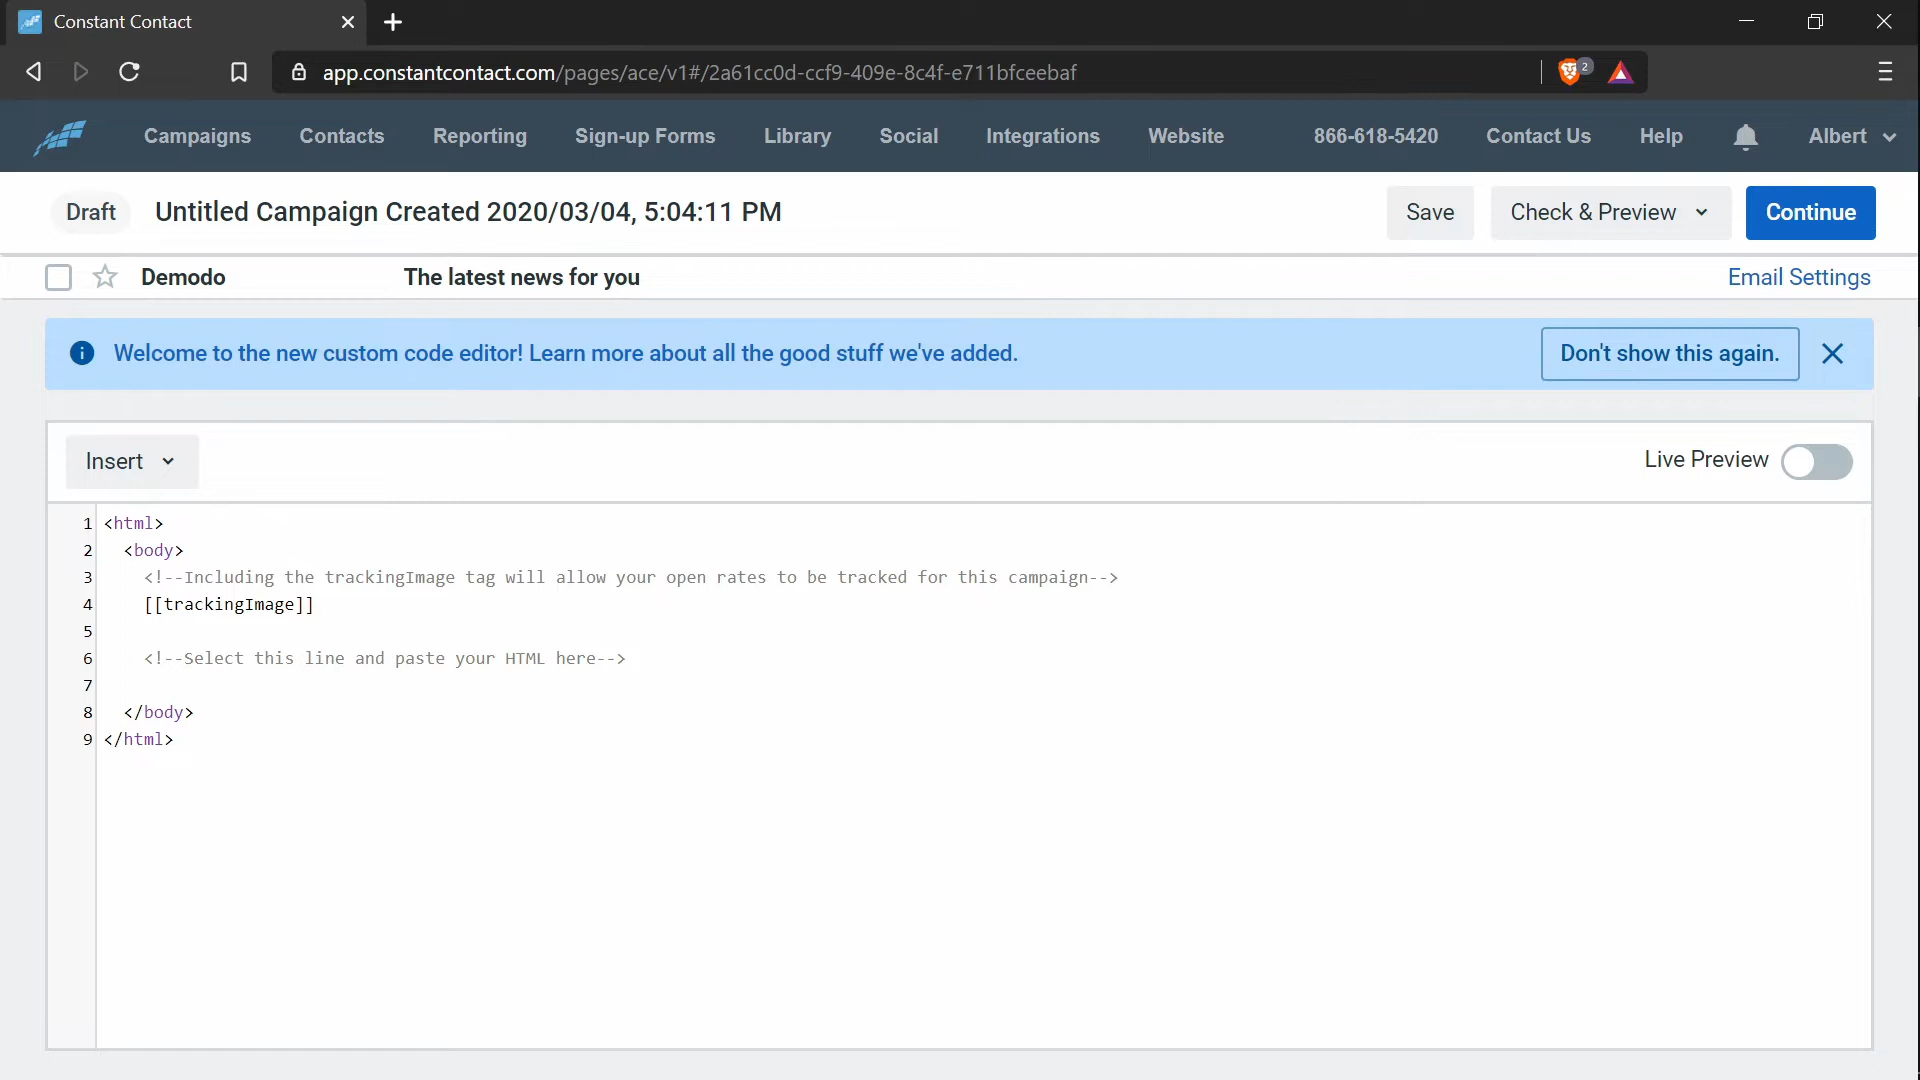 Constant Contact
app.constantcontact.com/pages/ace/v1#/2a61cc0d-ccf9-409e-8c4f-e711bfceebaf
2
Campaigns Contacts Reporting Sign-up Forms Library Social Integrations Website 866-618-5420 Contact Us Help Albert
Draft Untitled Campaign Created 2020/03/04, 5:04:11 PM Save Check & Preview Continue
Demodo The latest news for you Email Settings
Welcome to the new custom code editor! Learn more about all the good stuff we've added. Don't show this again.
Insert Live Preview
1 <html>
2 <body>
3 <!--Including the trackingImage tag will allow your open rates to be tracked for this campaign-->
4 [[trackingImage]]
5
6 <!--Select this line and paste your HTML here-->
7
8 </body>
9 </html>